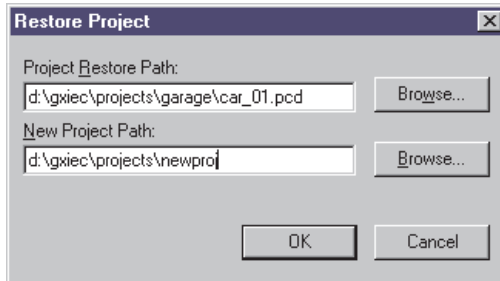 Restore Project
Project Restore Path:
d:\gxiec\projects\garage\car_01.pcd
Browse...
New Project Path:
d:\gxiec\projects\newproj
Browse...
OK
Cancel